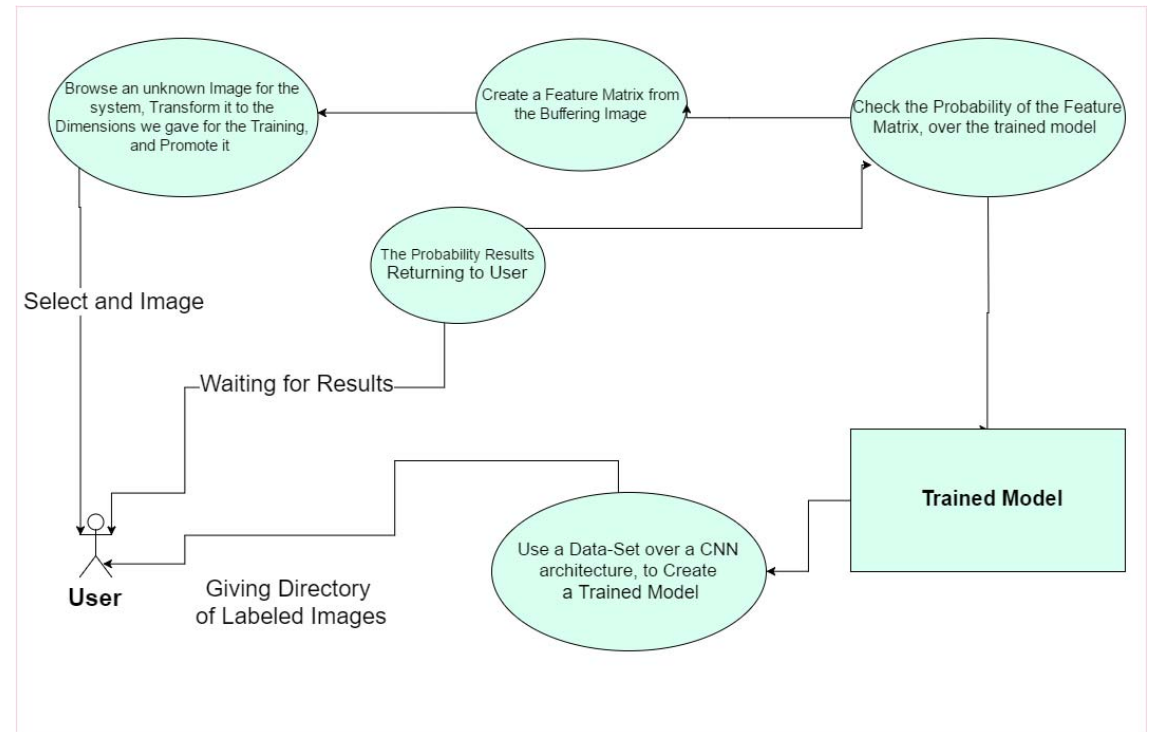 Browse an unknown Image for the
system, Transform it to the
Dimensions we gave for the Training,
and Promote it
Create a Feature Matrix from
the Buffering Image
Check the Probability of the Feature
Matrix, over the trained model
The Probability Results
Returning to User
Select and Image
Waiting for Results
Trained Model
Use a Data-Set over a CNN
architecture, to Create
a Trained Model
User
Giving Directory
of Labeled Images